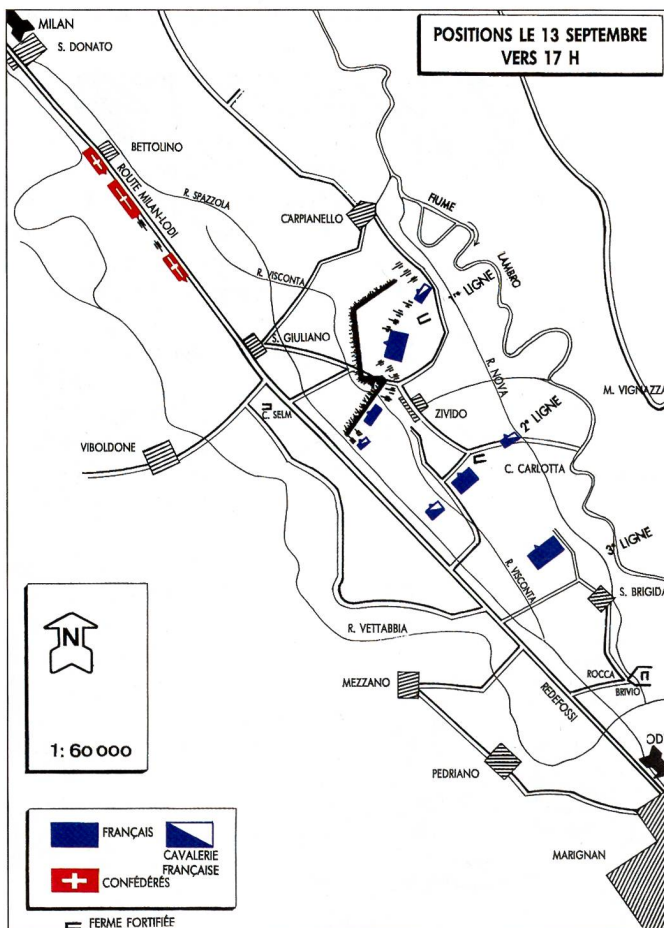 MILAN
S. DONATO
POSITIONS LE 13 SEPTEMBRE
VERS 17 H
BETTOLINO
ROUTE MILAN-LODI
R. SPAZZOLA
CARPIANELLO
FIUME
LAMBRO
1re LIGNE
R. VISCONTA
S. GIULIANO
R. NOVA
M. VIGNAZZA
C. SELM
ZIVIDO
2e LIGNE
VIBOLDONE
C. CARLOTTA
3e LIGNE
R. VISCONTA
S. BRIGIDA
N
R. VETTABBIA
ROCCA
BRIVIO
MEZZANO
REDEFOSSI
1: 60 000
PEDRIANO
MARIGNAN
FRANÇAIS
CAVALERIE
FRANÇAISE
CONFÉDÉRÉS
FERME FORTIFIÉE